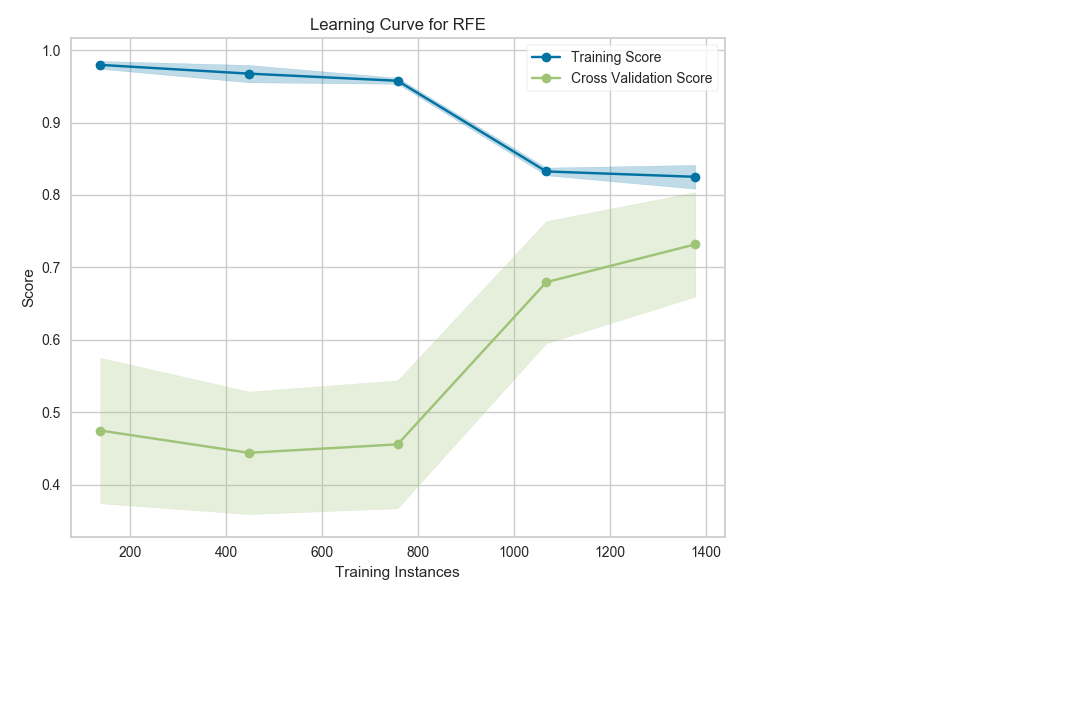 Learning Curve for RFE
Training Score
Cross Validation Score
1.0
0.9
0.8
0.7
0.6
0.5
0.4
Score
200 400 600 800 1000 1200 1400
Training Instances